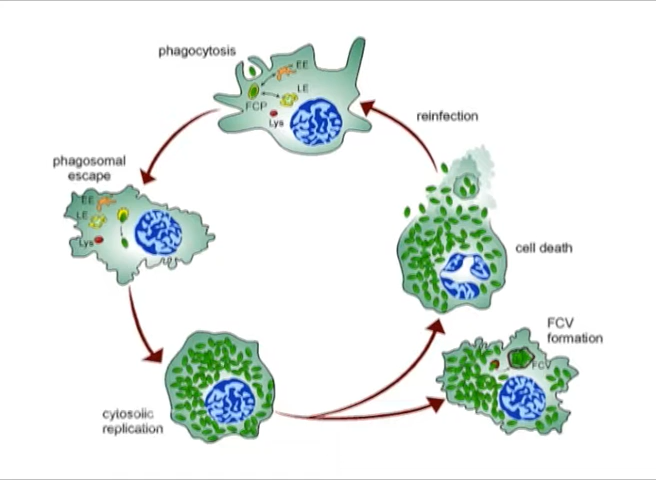 phagocytosis
EE
LE
FCP
Lys
reinfection
phagosomal
escape
EE
LE
Lys
cell death
FCV
formation
FCV
cytosolic
replication